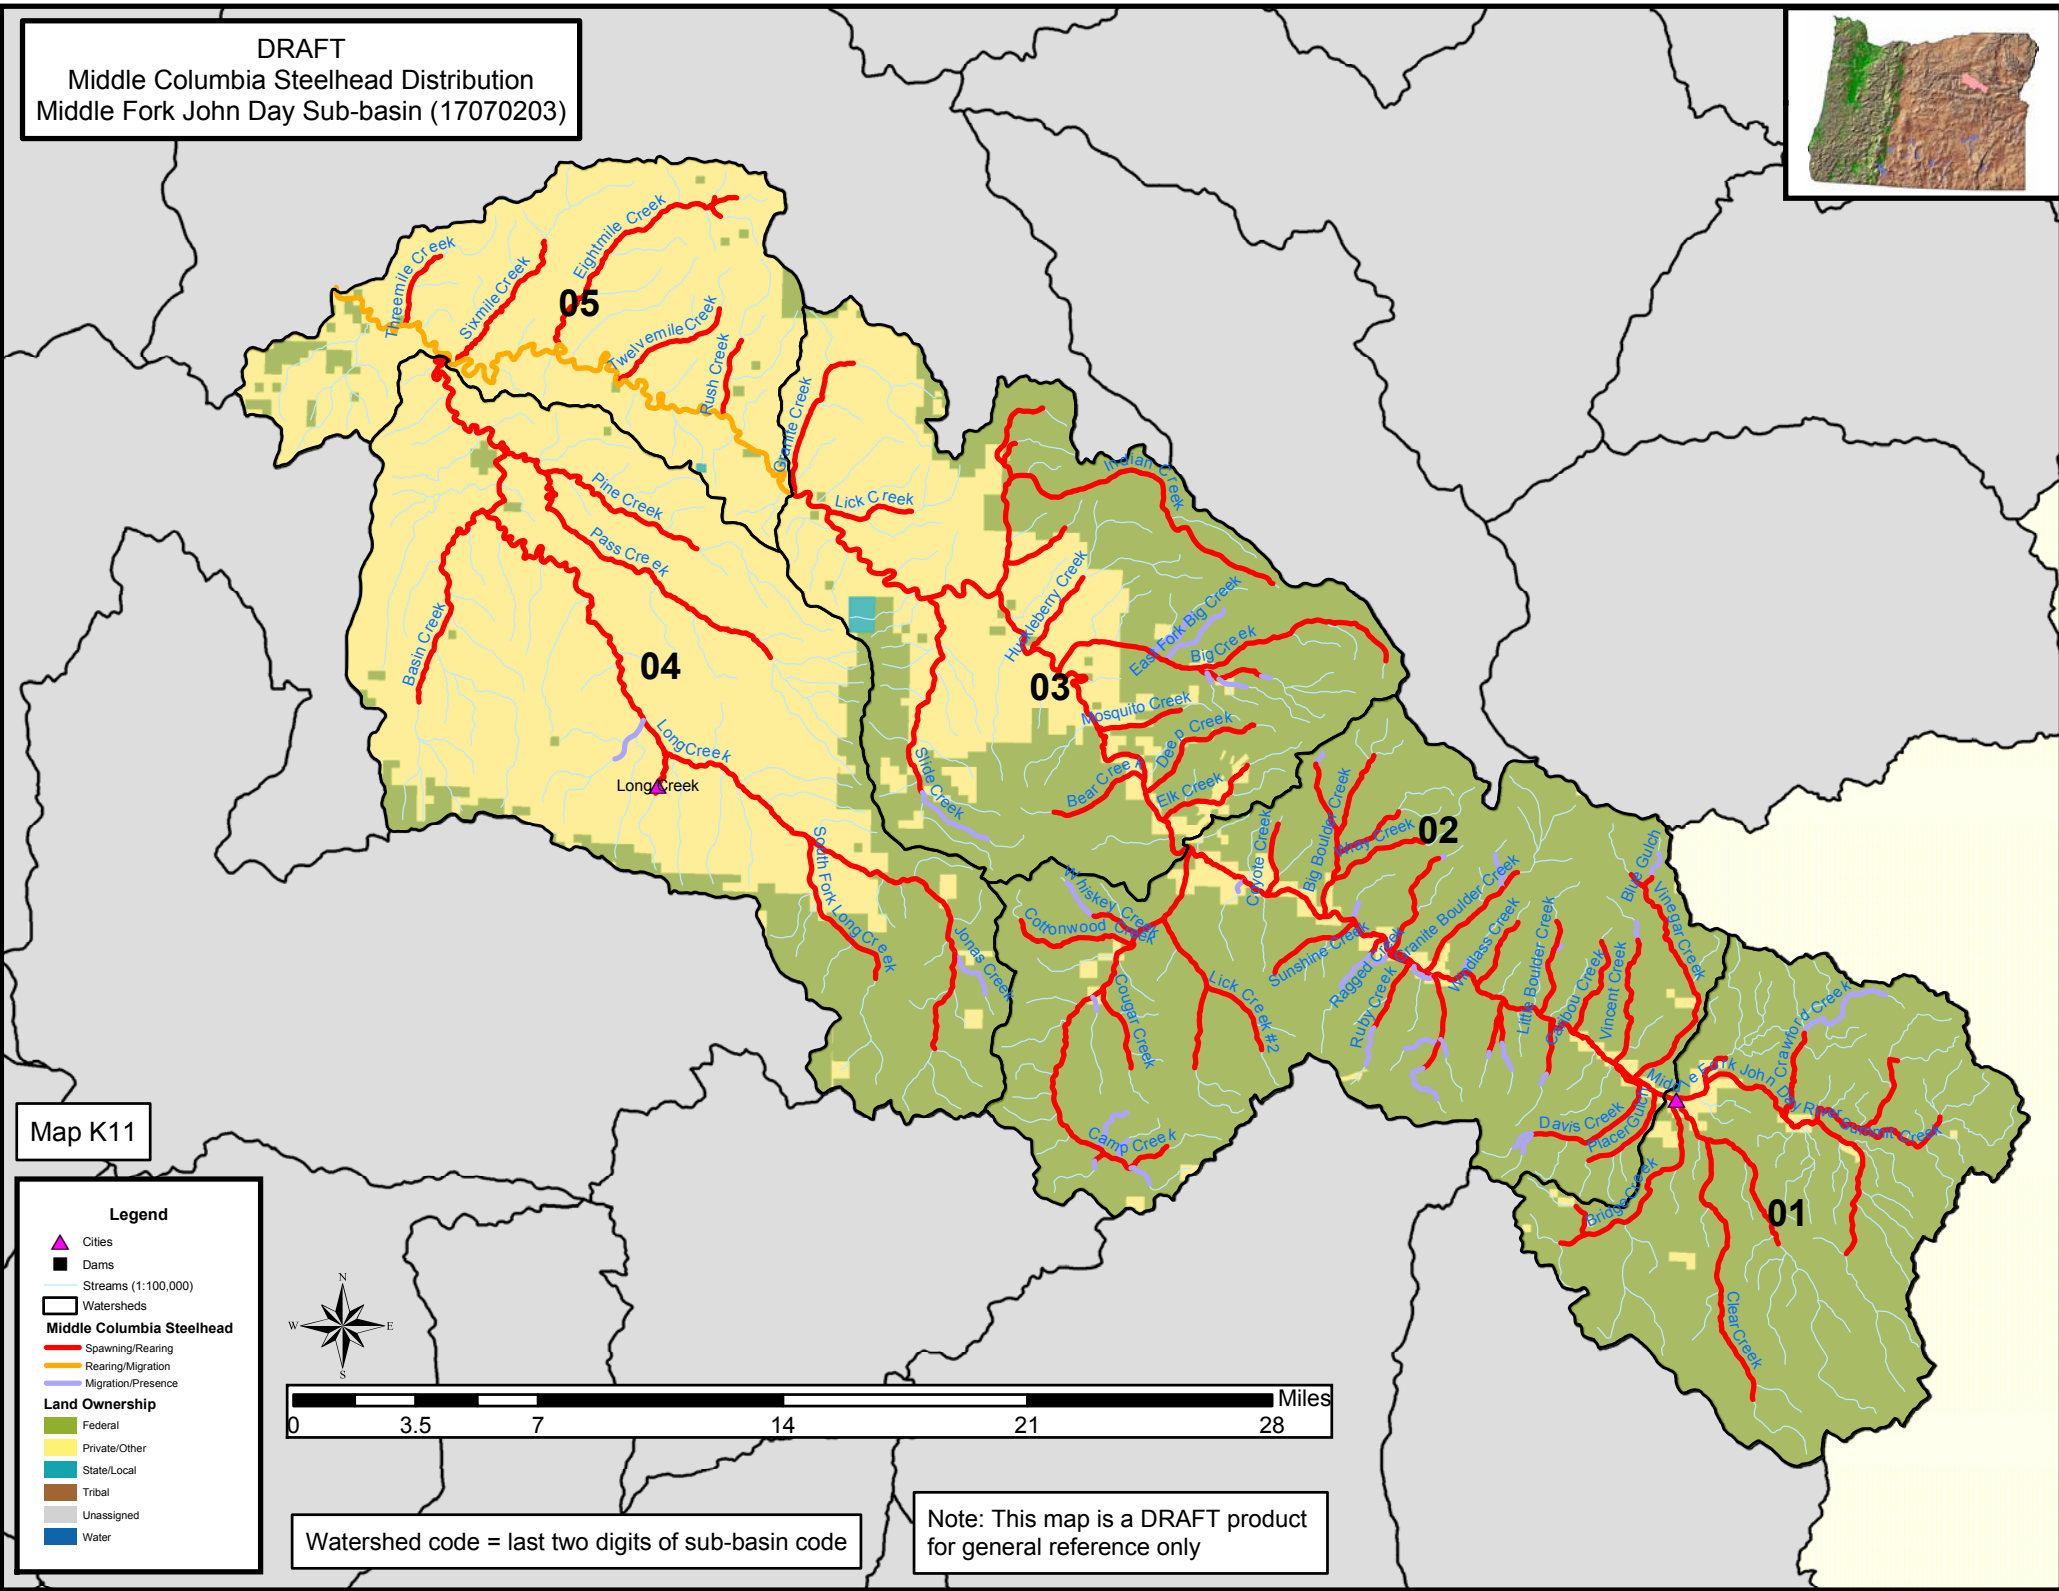 DRAFT
Middle Columbia Steelhead Distribution
Middle Fork John Day Sub-basin (17070203)
Threemile Creek
Sixmile Creek
Eightmile Creek
05
Twelvemile Creek
Rush Creek
Granite Creek
Lick Creek
Indian Creek
Pine Creek
Pass Creek
Basin Creek
04
Long Creek
Long Creek
South Fork Long Creek
Jonas Creek
Huckleberry Creek
East Fork Big Creek
Big Creek
03
Mosquito Creek
Deep Creek
Bear Creek
Elk Creek
Slide Creek
02
Coyote Creek
Big Boulder Creek
Wray Creek
Whiskey Creek
Cottonwood Creek
Cougar Creek
Lick Creek #2
Camp Creek
Sunshine Creek
Ragged Creek
Ruby Creek
Granite Boulder Creek
Windlass Creek
Little Boulder Creek
Caribou Creek
Vincent Creek
Blue Gulch
Vinegar Creek
Davis Creek
Placer Gulch
Bridge Creek
Middle Fork John Day River
Crawford Creek
Summit Creek
01
Clear Creek
Map K11
Legend
Cities
Dams
Streams (1:100,000)
Watersheds
Middle Columbia Steelhead
Spawning/Rearing
Rearing/Migration
Migration/Presence
Land Ownership
Federal
Private/Other
State/Local
Tribal
Unassigned
Water
N
W E
S
Miles
0 3.5 7 14 21 28
Watershed code = last two digits of sub-basin code
Note: This map is a DRAFT product
for general reference only